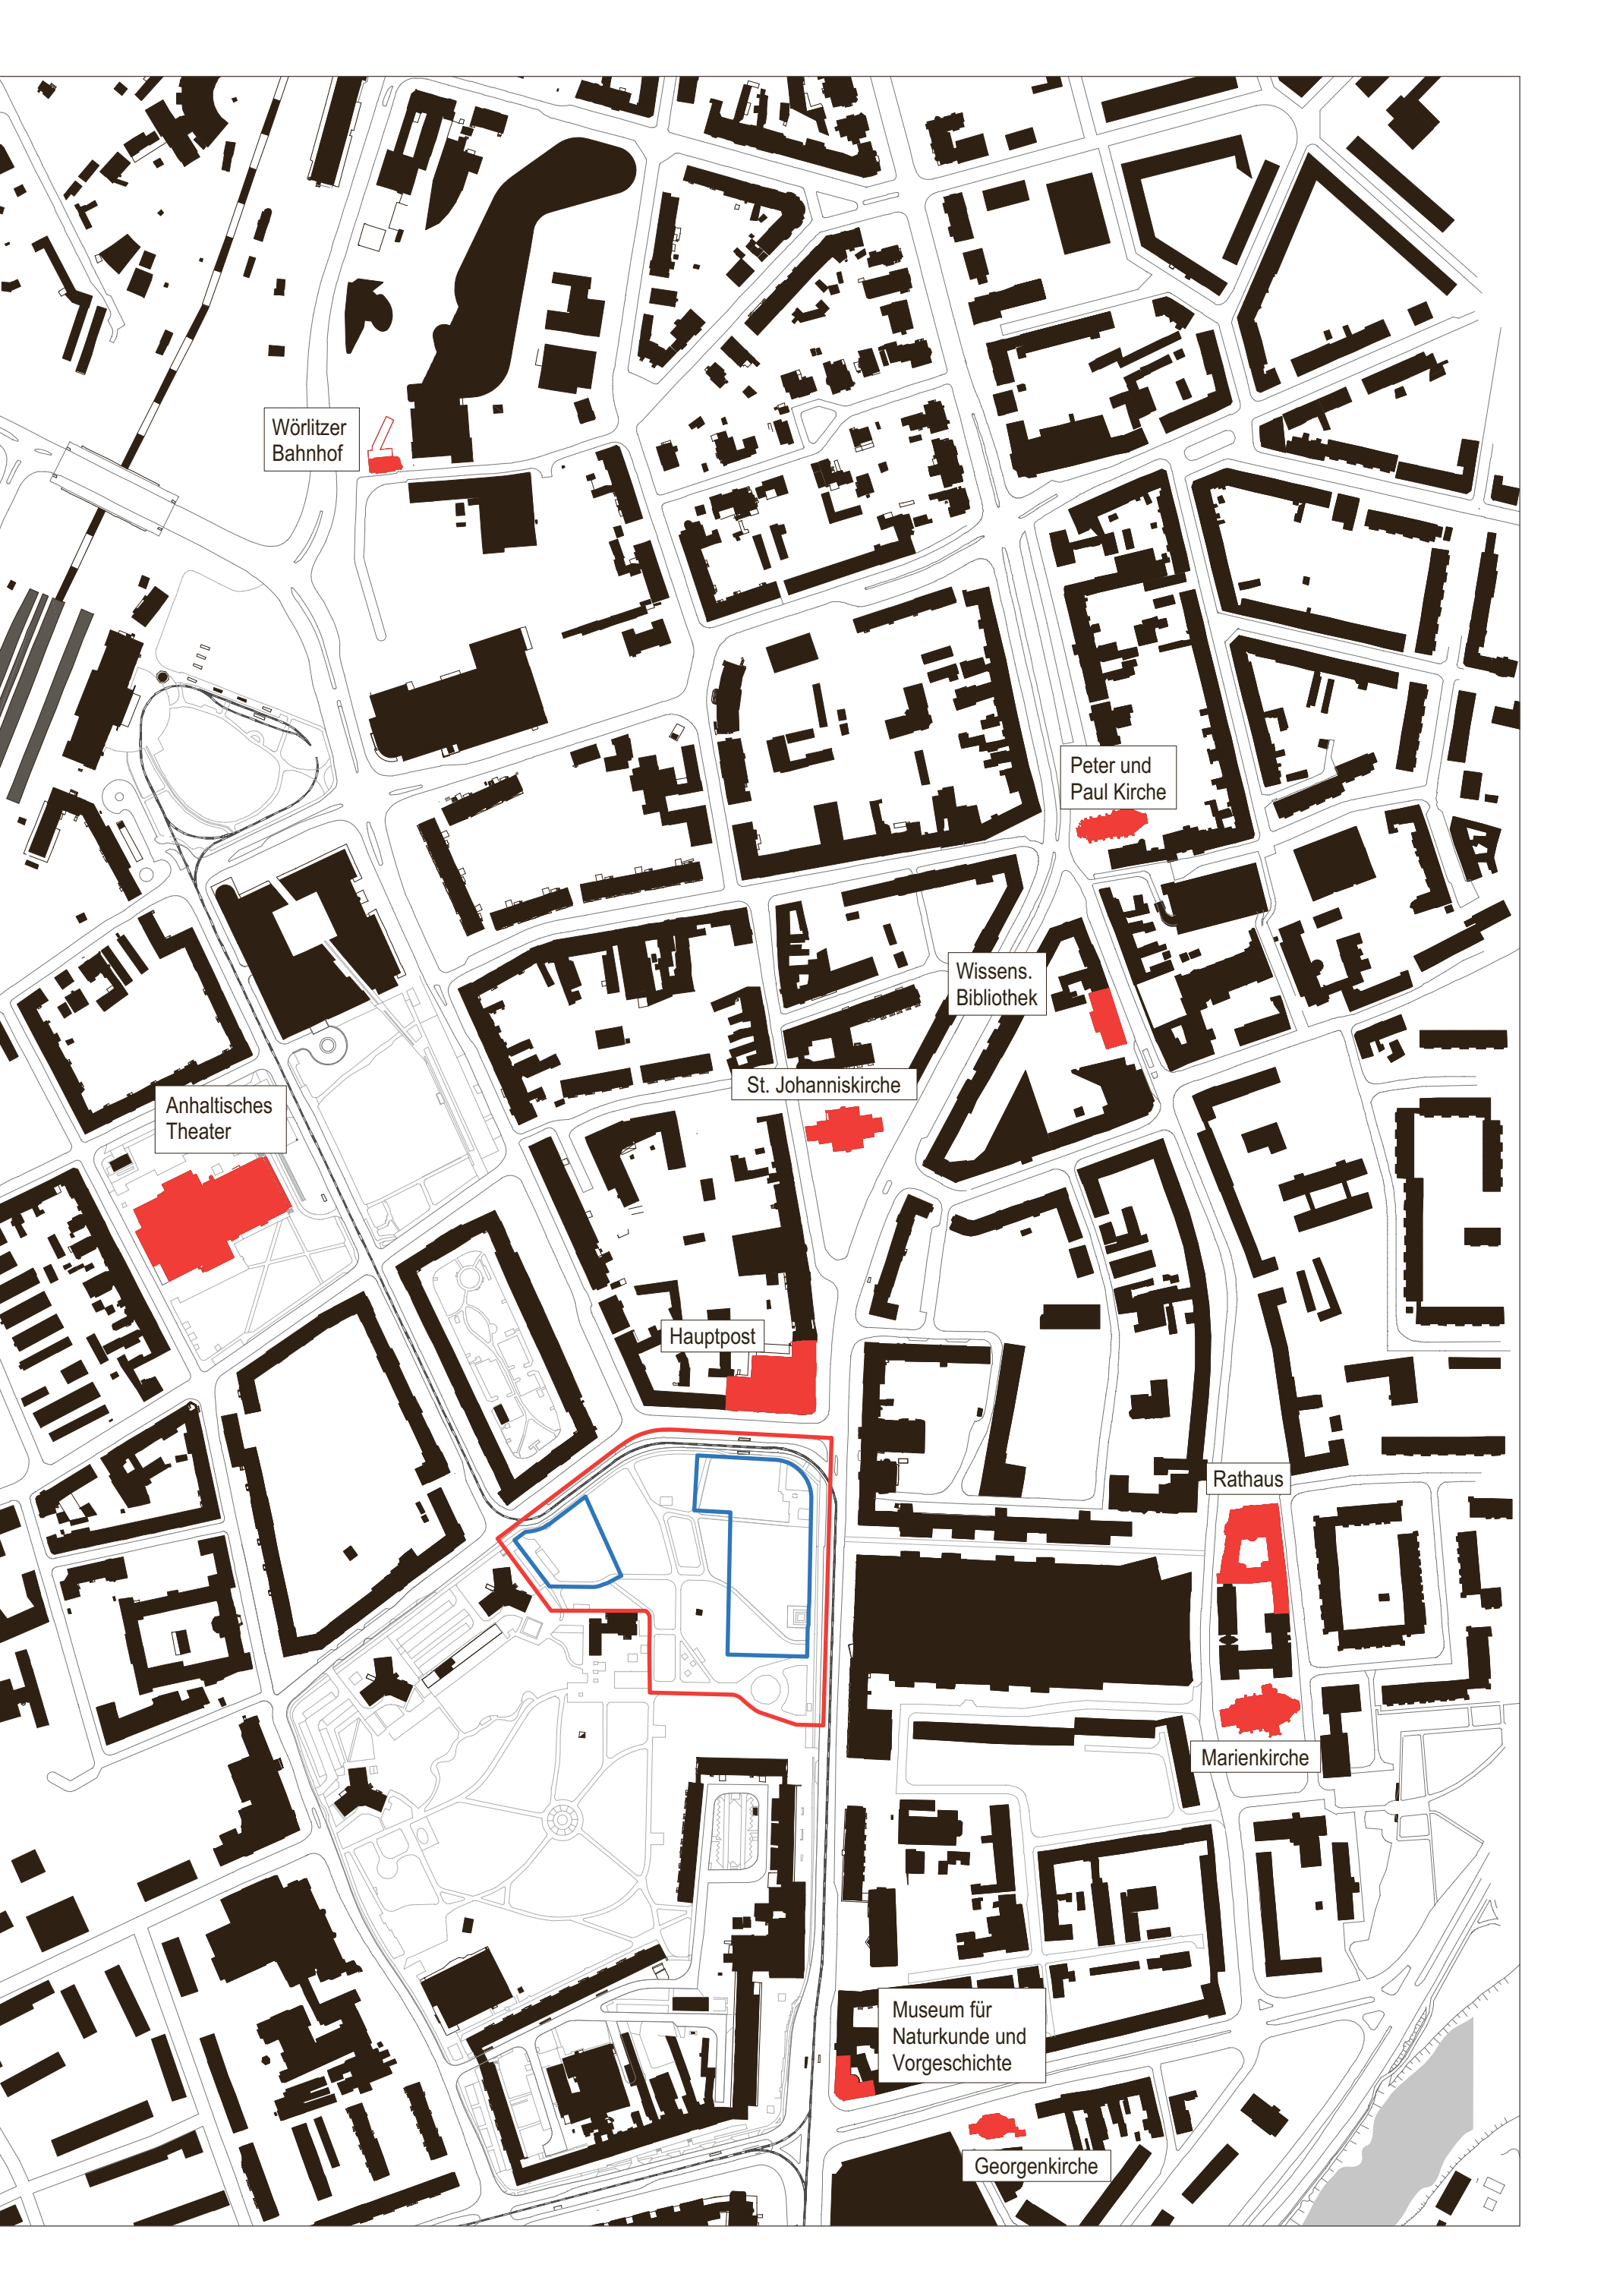 Wörlitzer
Bahnhof
Peter und
Paul Kirche
Wissens.
Bibliothek
St. Johanniskirche
Anhaltisches
Theater
Hauptpost
Rathaus
Marienkirche
Museum für
Naturkunde und
Vorgeschichte
Georgenkirche